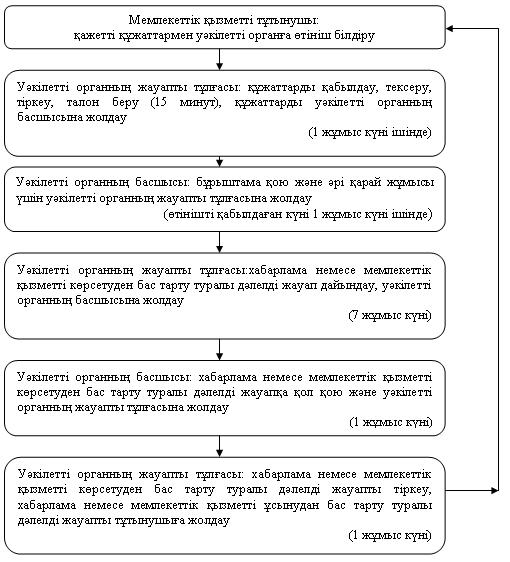 Мемлекеттік қызметті тұтынушы:
қажетті құжаттармен уәкілетті органға өтініш білдіру
Уәкілетті органның жауапты тұлғасы: құжаттарды қабылдау, тексеру,
тіркеу, талон беру (15 минут), құжаттарды уәкілетті органның
басшысына жолдау
(1 жұмыс күні ішінде)
Уәкілетті органның басшысы: бұрыштама қою және әрі қарай жұмысы
үшін уәкілетті органның жауапты тұлғасына жолдау
(өтінішті қабылдаған күні 1 жұмыс күні ішінде)
Уәкілетті органның жауапты тұлғасы:хабарлама немесе мемлекеттік
қызметті көрсетуден бас тарту туралы дәлелді жауап дайындау, уәкілетті
органның басшысына жолдау
(7 жұмыс күні)
Уәкілетті органның басшысы: хабарлама немесе мемлекеттік қызметті
көрсетуден бас тарту туралы дәлелді жауапқа қол қою және уәкілетті
органның жауапты тұлғасына жолдау
(1 жұмыс күні)
Уәкілетті органның жауапты тұлғасы: хабарлама немесе мемлекеттік
қызметті көрсетуден бас тарту туралы дәлелді жауапты тіркеу,
хабарлама немесе мемлекеттік қызметті ұсынудан бас тарту туралы
дәлелді жауапты тұтынушыға жолдау
(1 жұмыс күні)